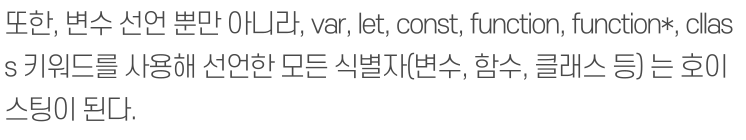 또한, 변수 선언 뿐만 아니라, var, let, const, function, function*, cllas
s 키워드를 사용해 선언한 모든 식별자(변수, 함수, 클래스 등) 는 호이
스팅이 된다.